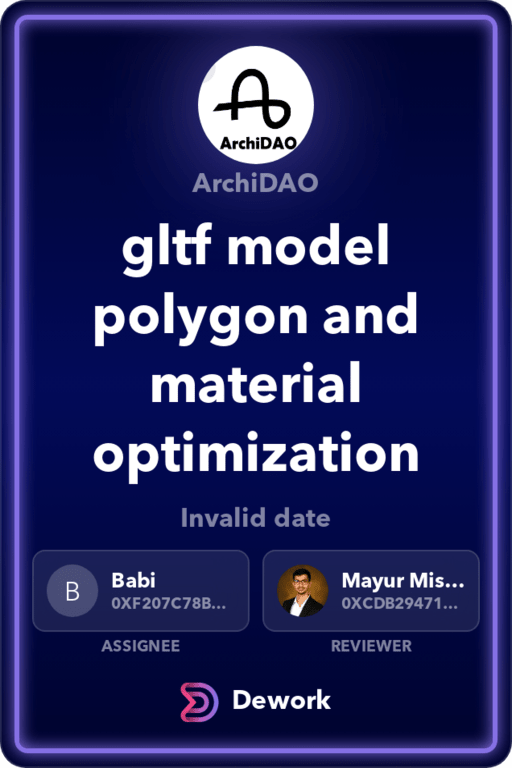 ArchiDAO
ArchiDAO
gltf model
polygon and
material
optimization
Invalid date
B
Babi
0XF207C78B...
Mayur Mis...
0XCDB29471...
ASSIGNEE
REVIEWER
Dework